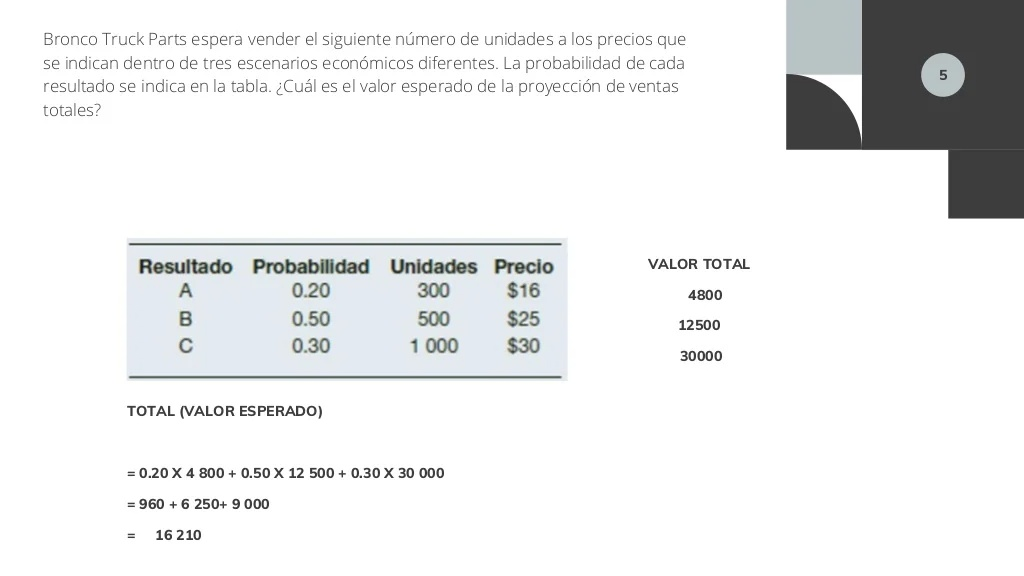 Bronco Truck Parts espera vender el siguiente número de unidades a los precios que
se indican dentro de tres escenarios económicos diferentes. La probabilidad de cada
resultado se indica en la tabla. ¿Cuál es el valor esperado de la proyección de ventas
totales?
5
Resultado Probabilidad Unidades Precio
A 0.20 300 $16
B 0.50 500 $25
C 0.30 1 000 $30
VALOR TOTAL
4800
12500
30000
TOTAL (VALOR ESPERADO)
= 0.20 X 4 800 + 0.50 X 12 500 + 0.30 X 30 000
= 960 + 6 250+ 9 000
= 16 210